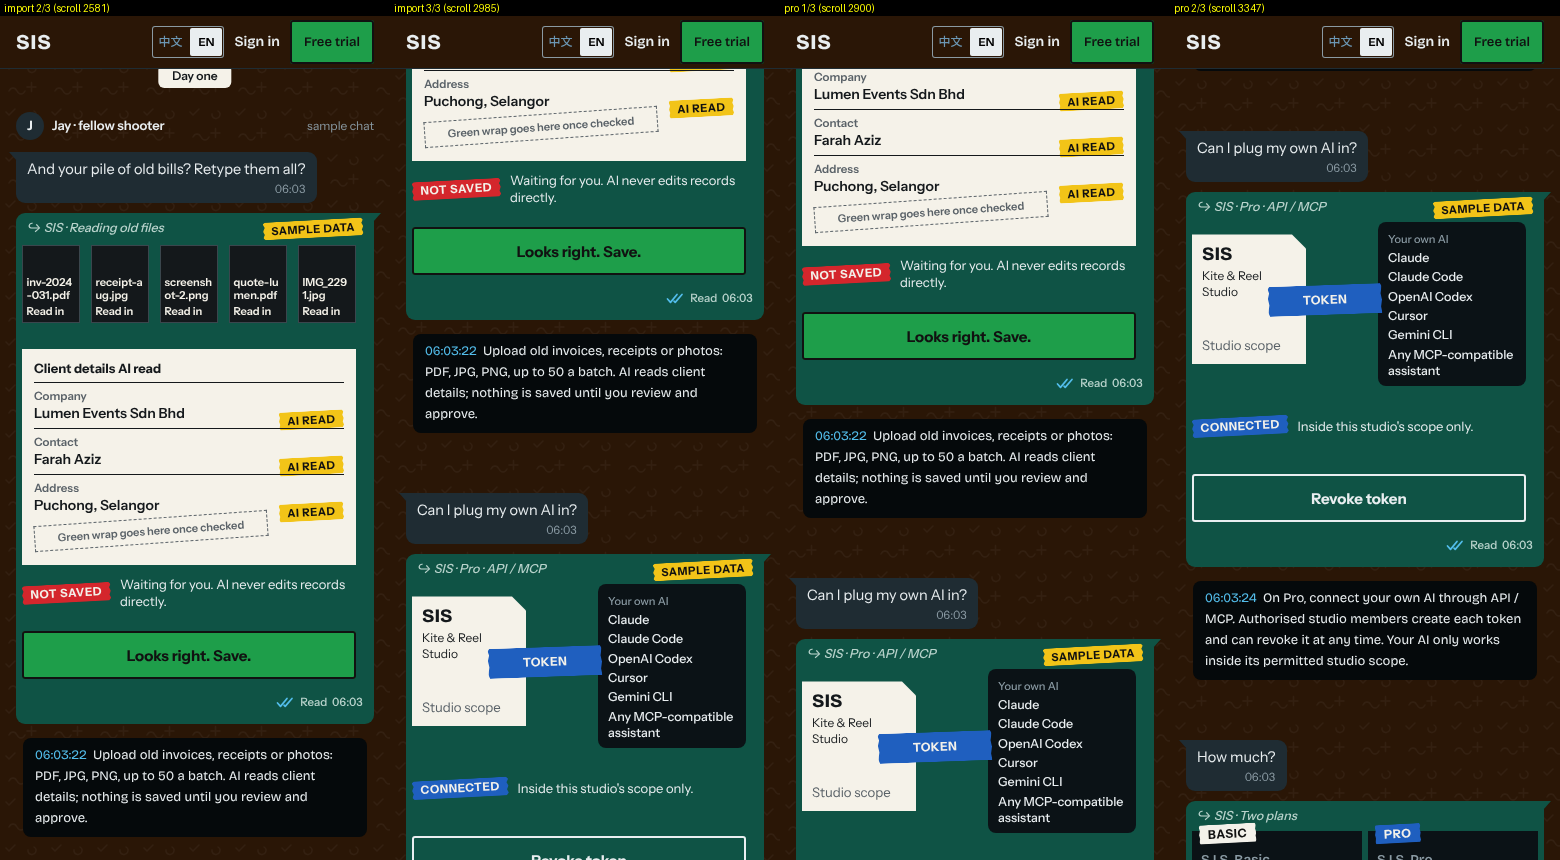 import 2/3 (scroll 2581)
SIS
中文 EN Sign in Free trial
Day one
J Jay · fellow shooter sample chat
And your pile of old bills? Retype them all?
06:03
↪ SIS · Reading old files SAMPLE DATA
inv-2024
-031.pdf
Read in
receipt-a
ug.jpg
Read in
screensh
ot-2.png
Read in
quote-lu
men.pdf
Read in
IMG_229
1.jpg
Read in
Client details AI read
Company
Lumen Events Sdn Bhd AI READ
Contact
Farah Aziz AI READ
Address
Puchong, Selangor AI READ
Green wrap goes here once checked
NOT SAVED Waiting for you. AI never edits records
directly.
Looks right. Save.
Read 06:03
06:03:22 Upload old invoices, receipts or photos:
PDF, JPG, PNG, up to 50 a batch. AI reads client
details; nothing is saved until you review and
approve.
import 3/3 (scroll 2985)
SIS
中文 EN Sign in Free trial
Address
Puchong, Selangor AI READ
Green wrap goes here once checked
NOT SAVED Waiting for you. AI never edits records
directly.
Looks right. Save.
Read 06:03
06:03:22 Upload old invoices, receipts or photos:
PDF, JPG, PNG, up to 50 a batch. AI reads client
details; nothing is saved until you review and
approve.
Can I plug my own AI in?
06:03
↪ SIS · Pro · API / MCP SAMPLE DATA
SIS
Kite & Reel
Studio
TOKEN
Studio scope
Your own AI
Claude
Claude Code
OpenAI Codex
Cursor
Gemini CLI
Any MCP-compatible
assistant
CONNECTED Inside this studio's scope only.
Revoke token
pro 1/3 (scroll 2900)
SIS
中文 EN Sign in Free trial
Company
Lumen Events Sdn Bhd AI READ
Contact
Farah Aziz AI READ
Address
Puchong, Selangor AI READ
Green wrap goes here once checked
NOT SAVED Waiting for you. AI never edits records
directly.
Looks right. Save.
Read 06:03
06:03:22 Upload old invoices, receipts or photos:
PDF, JPG, PNG, up to 50 a batch. AI reads client
details; nothing is saved until you review and
approve.
Can I plug my own AI in?
06:03
↪ SIS · Pro · API / MCP SAMPLE DATA
SIS
Kite & Reel
Studio
TOKEN
Studio scope
Your own AI
Claude
Claude Code
OpenAI Codex
Cursor
Gemini CLI
Any MCP-compatible
assistant
pro 2/3 (scroll 3347)
SIS
中文 EN Sign in Free trial
Can I plug my own AI in?
06:03
↪ SIS · Pro · API / MCP SAMPLE DATA
SIS
Kite & Reel
Studio
TOKEN
Studio scope
Your own AI
Claude
Claude Code
OpenAI Codex
Cursor
Gemini CLI
Any MCP-compatible
assistant
CONNECTED Inside this studio's scope only.
Revoke token
Read 06:03
06:03:24 On Pro, connect your own AI through API /
MCP. Authorised studio members create each token
and can revoke it at any time. Your AI only works
inside its permitted studio scope.
How much?
06:03
↪ SIS · Two plans
BASIC PRO
SIS Basic SIS Pro